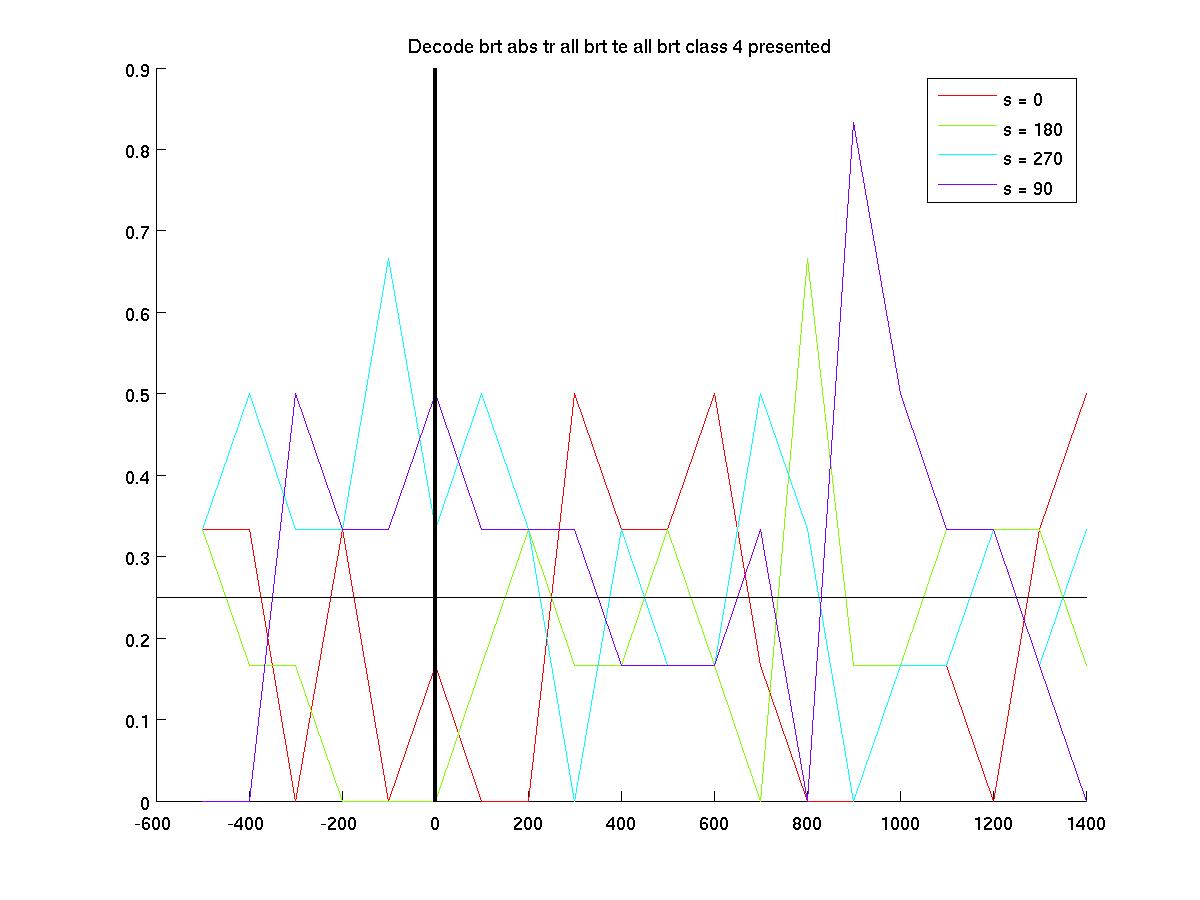 Decode brt abs tr all brt te all brt class 4 presented
0.9
0.8
0.7
0.6
0.5
0.4
0.3
0.2
0.1
0
-600 -400 -200 0 200 400 600 800 1000 1200 1400
s = 0
s = 180
s = 270
s = 90